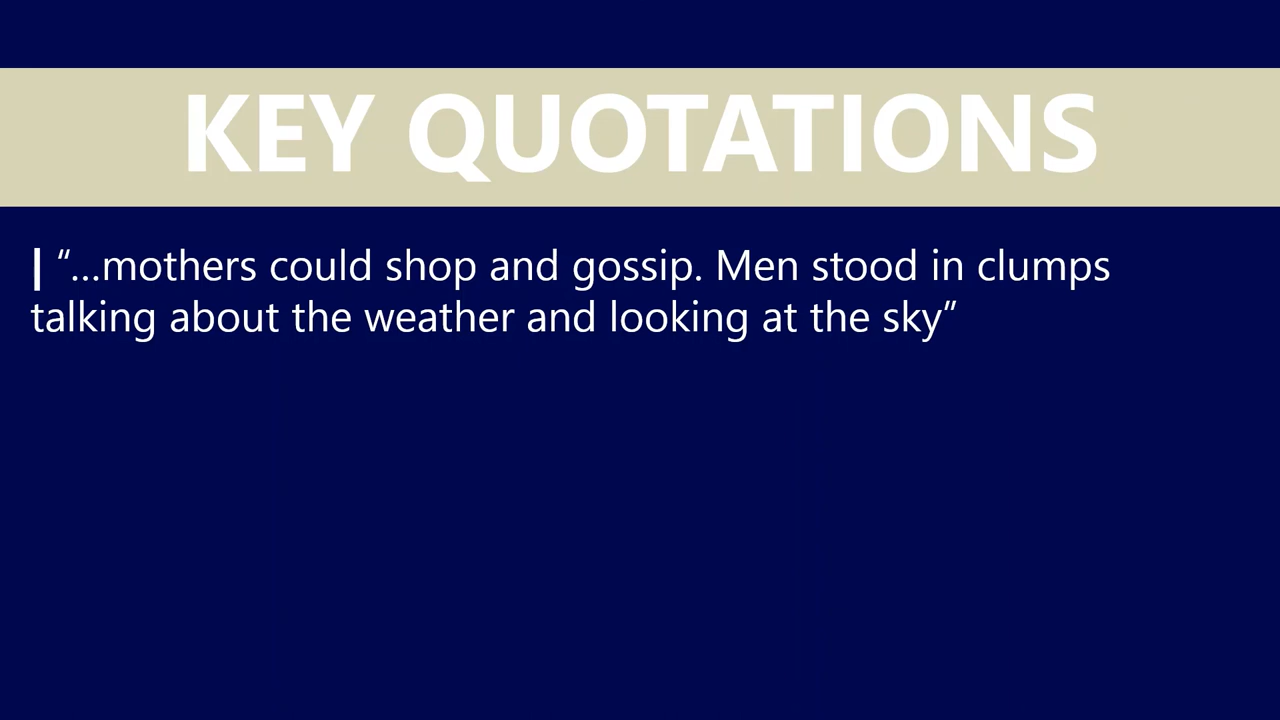 KEY QUOTATIONS
| “…mothers could shop and gossip. Men stood in clumps
talking about the weather and looking at the sky”